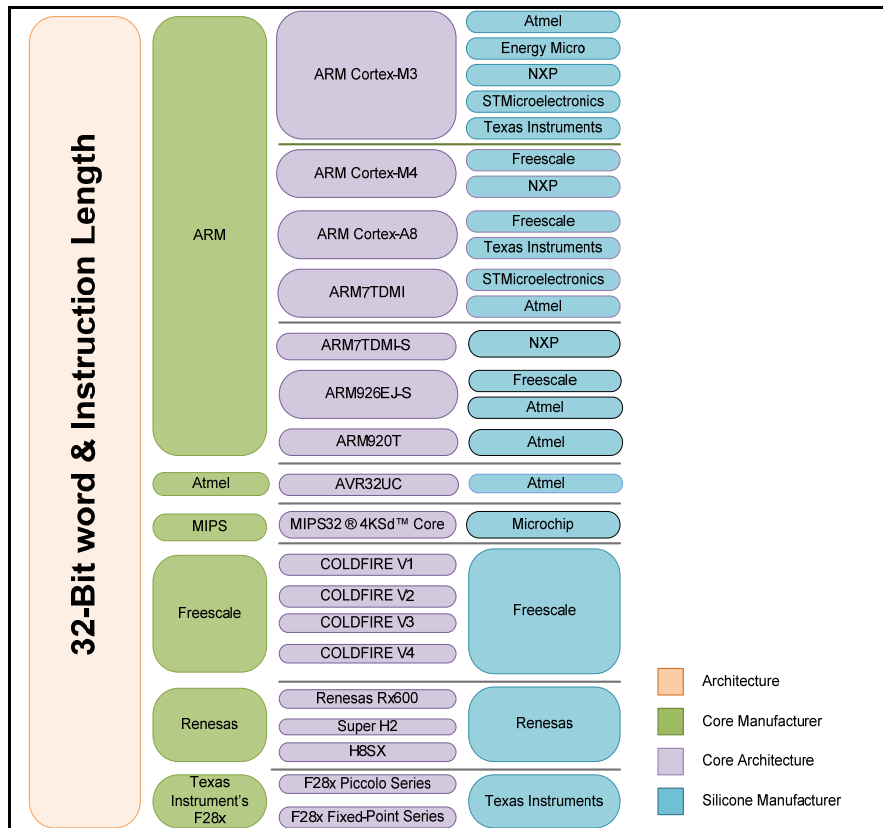 32-Bit word & Instruction Length
ARM
ARM Cortex-M3
Atmel
Energy Micro
NXP
STMicroelectronics
Texas Instruments
ARM Cortex-M4
Freescale
NXP
ARM Cortex-A8
Freescale
Texas Instruments
ARM7TDMI
STMicroelectronics
Atmel
ARM7TDMI-S
NXP
ARM926EJ-S
Freescale
Atmel
ARM920T
Atmel
Atmel
AVR32UC
Atmel
MIPS
MIPS32 ® 4KSd™ Core
Microchip
Freescale
COLDFIRE V1
COLDFIRE V2
COLDFIRE V3
COLDFIRE V4
Freescale
Renesas
Renesas Rx600
Super H2
H8SX
Renesas
Texas
Instrument's
F28x
F28x Piccolo Series
F28x Fixed-Point Series
Texas Instruments
Architecture
Core Manufacturer
Core Architecture
Silicone Manufacturer